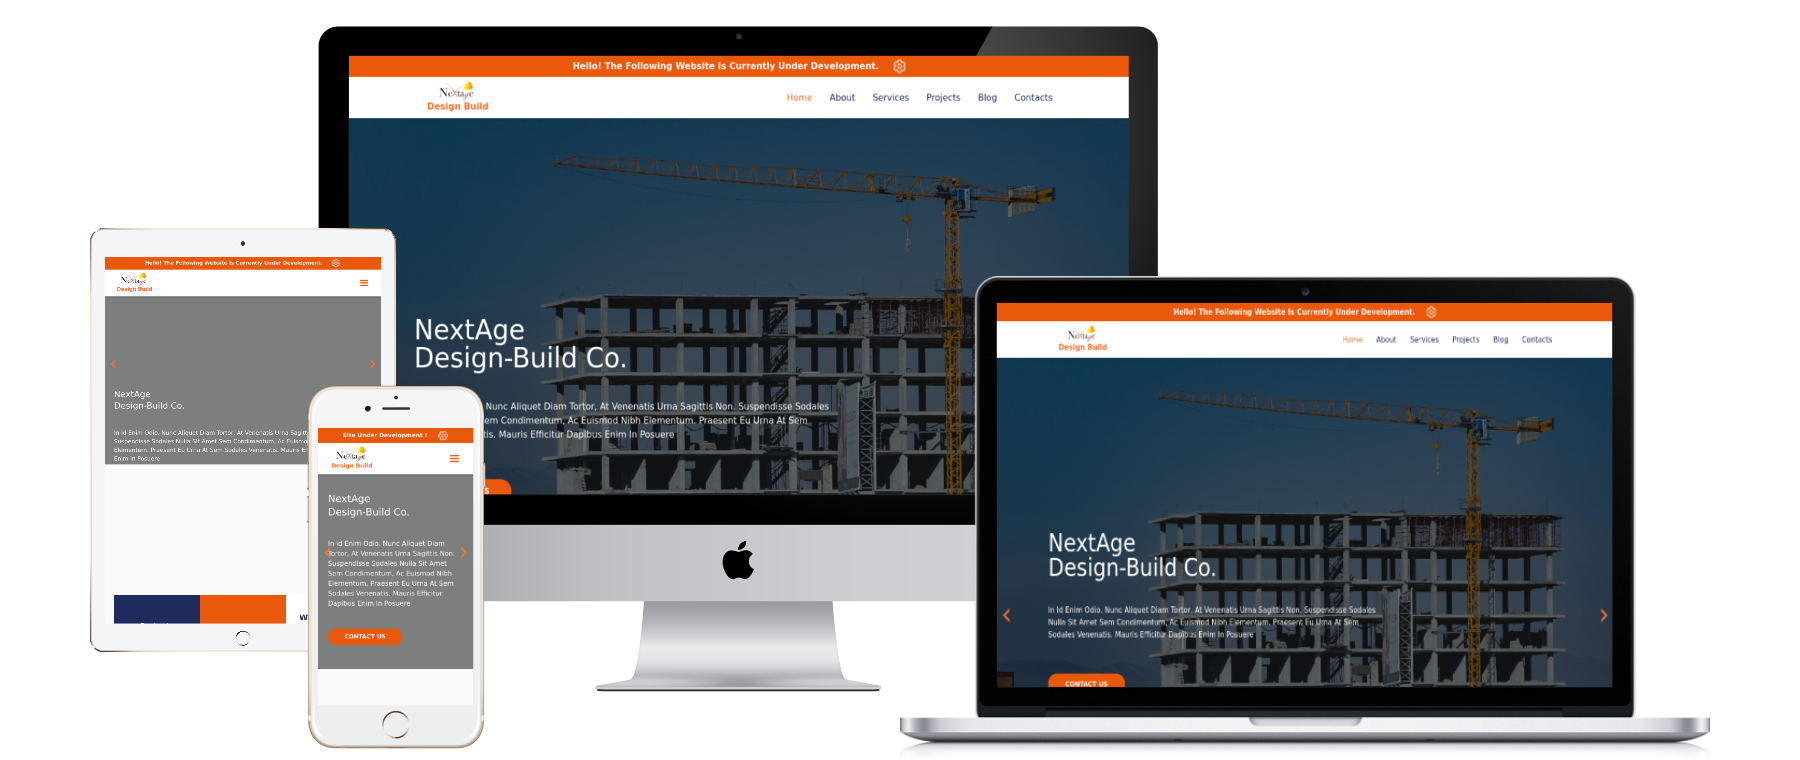 Hello! The Following Website Is Currently Under Development.
Nextage
Design Build
Home About Services Projects Blog Contacts
NextAge
Design-Build Co.
Nunc Aliquet Diam Tortor, At Venenatis Urna Sagittis Non. Suspendisse Sodales
em Condimentum, Ac Euismod Nibh Elementum. Praesent Eu Urna At Sem
tis. Mauris Efficitur Dapibus Enim In Posuere
S
Hello! The Following Website Is Currently Under Development.
Nextage
Design Build
NextAge
Design-Build Co.
In Id Enim Odio. Nunc Aliquet Diam Tortor, At Venenatis Urna Sagitt
Suspendisse Sodales Nulla Sit Amet Sem Condimentum, Ac Euismo
Elementum. Praesent Eu Urna At Sem Sodales Venenatis. Mauris E
Enim In Posuere
W
Site Under Development !
Nextage
Design Build
NextAge
Design-Build Co.
In Id Enim Odio. Nunc Aliquet Diam
Tortor, At Venenatis Urna Sagittis Non.
Suspendisse Sodales Nulla Sit Amet
Sem Condimentum, Ac Euismod Nibh
Elementum. Praesent Eu Urna At Sem
Sodales Venenatis. Mauris Efficitur
Dapibus Enim In Posuere
CONTACT US
Hello! The Following Website Is Currently Under Development.
Nextage
Design Build
Home About Services Projects Blog Contacts
NextAge
Design-Build Co.
In Id Enim Odio. Nunc Aliquet Diam Tortor, At Venenatis Urna Sagittis Non. Suspendisse Sodales
Nulla Sit Amet Sem Condimentum, Ac Euismod Nibh Elementum. Praesent Eu Urna At Sem
Sodales Venenatis. Mauris Efficitur Dapibus Enim In Posuere
CONTACT US